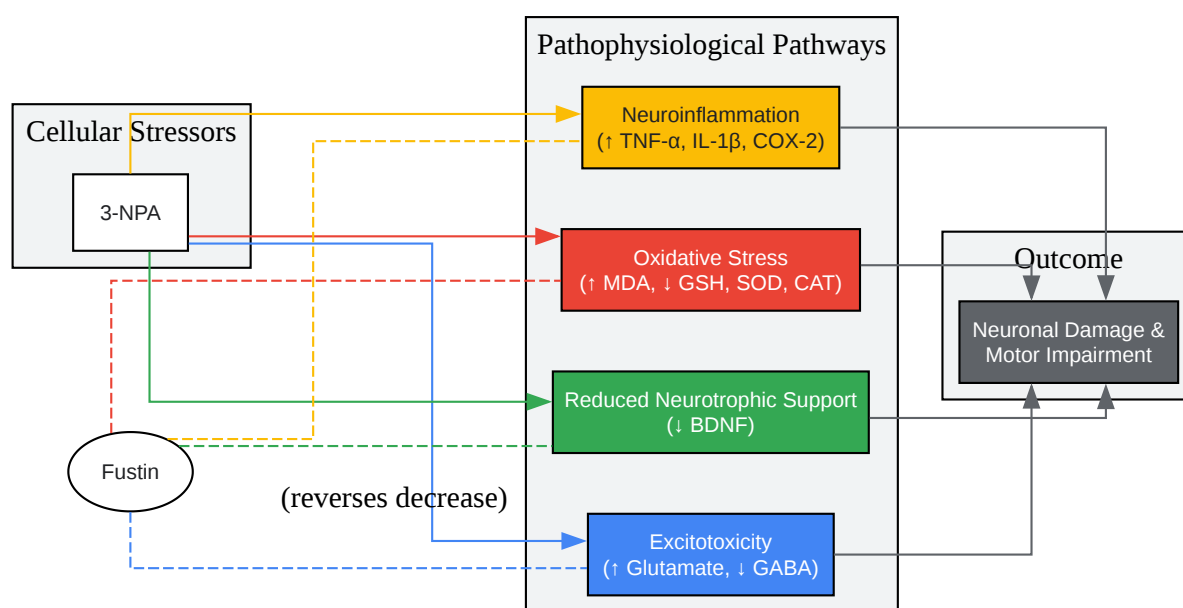 Pathophysiological Pathways
Cellular Stressors
3-NPA
Neuroinflammation
(↑ TNF-α, IL-1β, COX-2)
Oxidative Stress
(↑ MDA, ↓ GSH, SOD, CAT)
Outcome
Neuronal Damage &
Motor Impairment
Reduced Neurotrophic Support
(↓ BDNF)
Fustin
(reverses decrease)
Excitotoxicity
(↑ Glutamate, ↓ GABA)